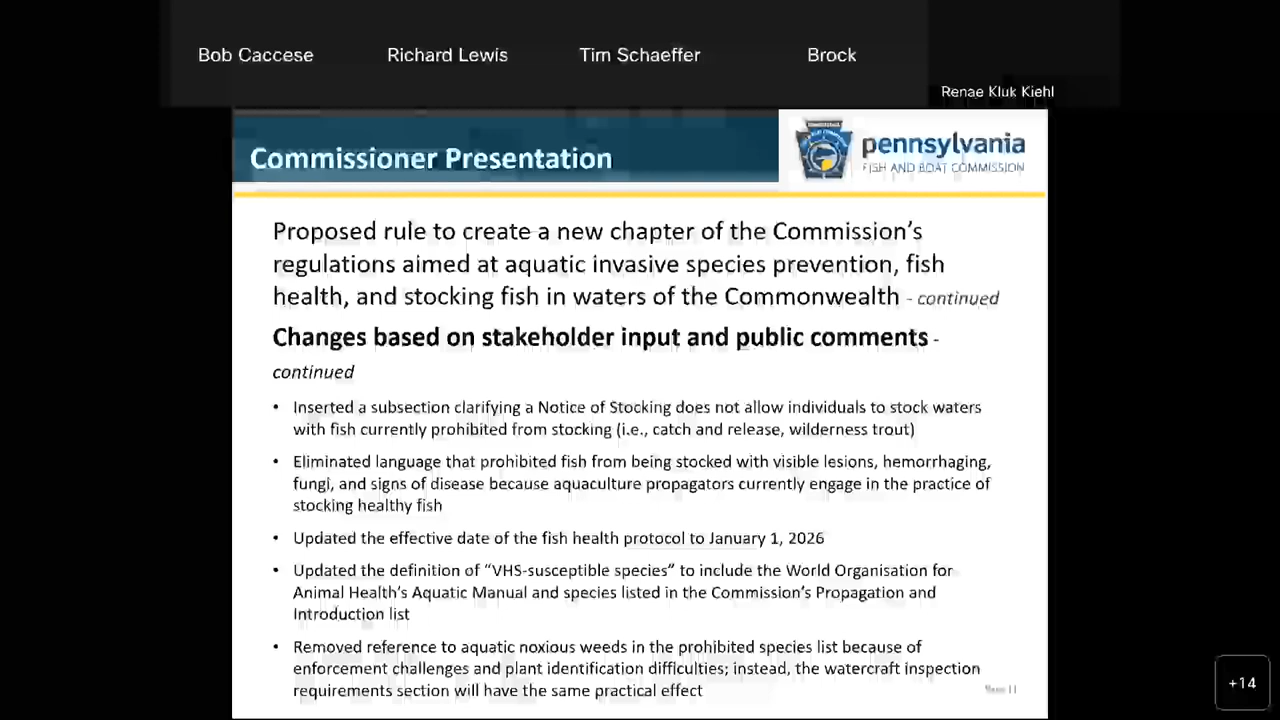 Bob Caccese Richard Lewis Tim Schaeffer Brock
Renae Kluk Kiehl
Commissioner Presentation
pennsylvania
FISH AND BOAT COMMISSION
Proposed rule to create a new chapter of the Commission's
regulations aimed at aquatic invasive species prevention, fish
health, and stocking fish in waters of the Commonwealth - continued
Changes based on stakeholder input and public comments -
continued
• Inserted a subsection clarifying a Notice of Stocking does not allow individuals to stock waters
with fish currently prohibited from stocking (i.e., catch and release, wilderness trout)
• Eliminated language that prohibited fish from being stocked with visible lesions, hemorrhaging,
fungi, and signs of disease because aquaculture propagators currently engage in the practice of
stocking healthy fish
• Updated the effective date of the fish health protocol to January 1, 2026
• Updated the definition of “VHS-susceptible species” to include the World Organisation for
Animal Health's Aquatic Manual and species listed in the Commission's Propagation and
Introduction list
• Removed reference to aquatic noxious weeds in the prohibited species list because of
enforcement challenges and plant identification difficulties; instead, the watercraft inspection
requirements section will have the same practical effect
+14